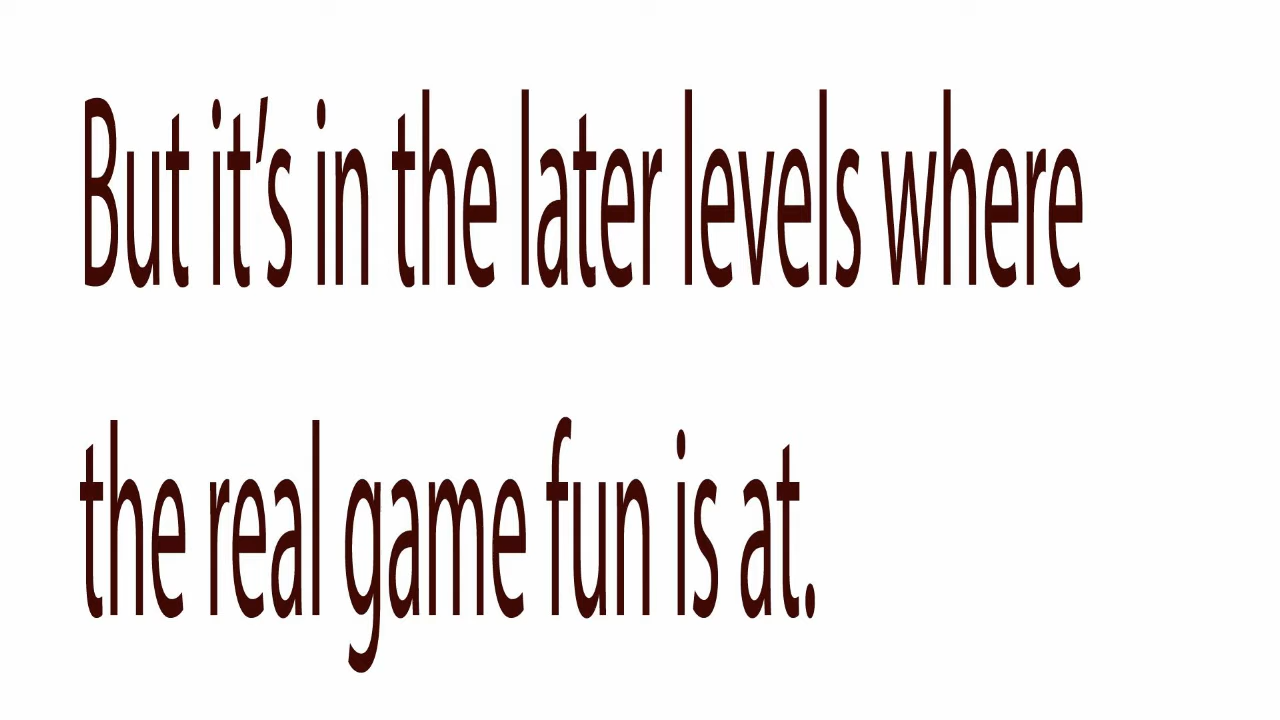 But it’s in the later levels where
the real game fun is at.